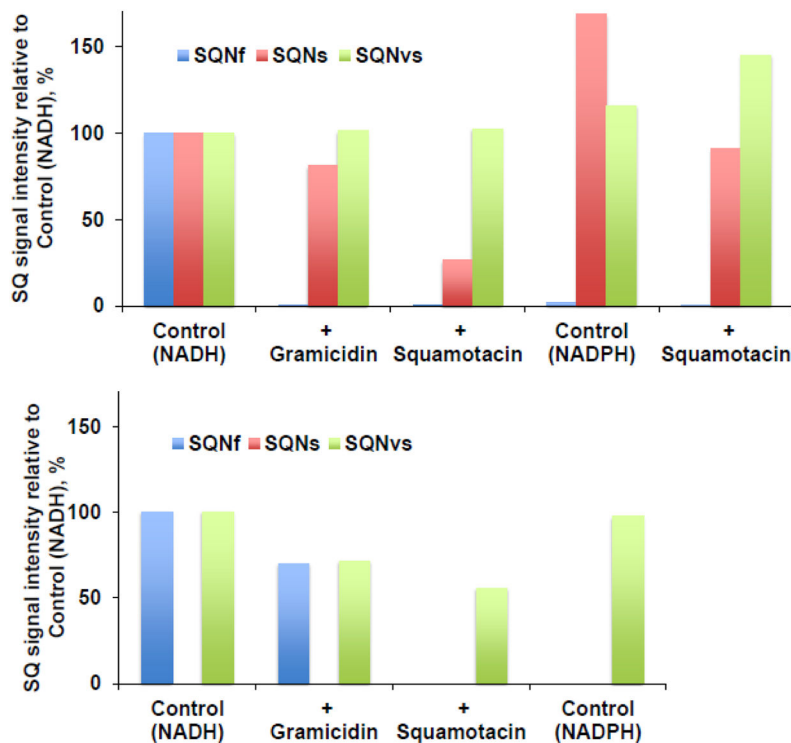 SQ signal intensity relative to
Control (NADH), %
150
100
50
0
SQNf SQNs SQNvs
Control
(NADH)
+
Gramicidin
+
Squamotacin
Control
(NADPH)
+
Squamotacin
SQ signal intensity relative to
Control (NADH), %
150
100
50
0
SQNf SQNs SQNvs
Control
(NADH)
+
Gramicidin
+
Squamotacin
Control
(NADPH)